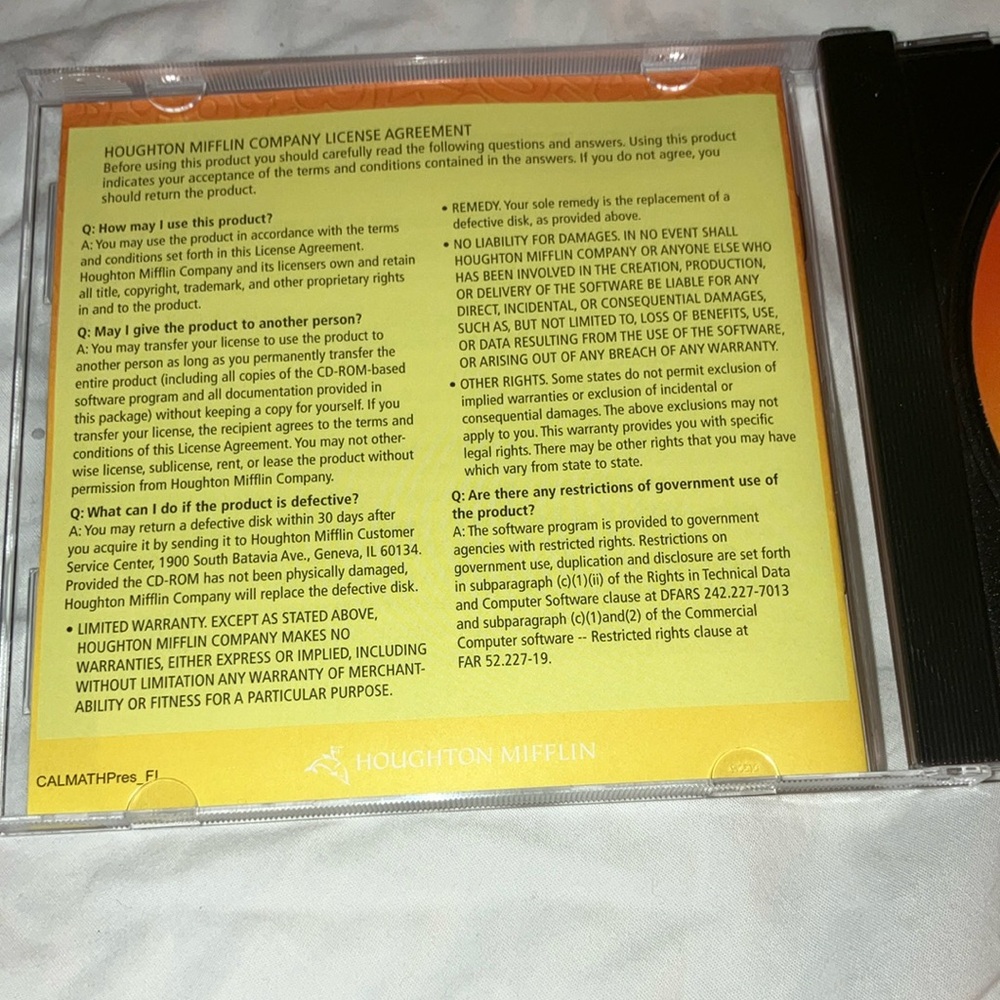 HOUGHTON MIFFLIN COMPANY LICENSE AGREEMENT
Before using this product you should carefully read the following questions and answers. Using this product
indicates your acceptance of the terms and conditions contained in the answers. If you do not agree, you
should return the product.
Q: How may I use this product?
A: You may use the product in accordance with the terms
and conditions set forth in this License Agreement.
Houghton Mifflin Company and its licensers own and retain
all title, copyright, trademark, and other proprietary rights
in and to the product.
Q: May I give the product to another person?
A: You may transfer your license to use the product to
another person as long as you permanently transfer the
entire product (including all copies of the CD-ROM-based
software program and all documentation provided in
this package) without keeping a copy for yourself. If you
transfer your license, the recipient agrees to the terms and
conditions of this License Agreement. You may not other-
wise license, sublicense, rent, or lease the product without
permission from Houghton Mifflin Company.
Q: What can I do if the product is defective?
A: You may return a defective disk within 30 days after
you acquire it by sending it to Houghton Mifflin Customer
Service Center, 1900 South Batavia Ave., Geneva, IL 60134.
Provided the CD-ROM has not been physically damaged,
Houghton Mifflin Company will replace the defective disk.
• LIMITED WARRANTY. EXCEPT AS STATED ABOVE,
HOUGHTON MIFFLIN COMPANY MAKES NO
WARRANTIES, EITHER EXPRESS OR IMPLIED, INCLUDING
WITHOUT LIMITATION ANY WARRANTY OF MERCHANT-
ABILITY OR FITNESS FOR A PARTICULAR PURPOSE.
• REMEDY. Your sole remedy is the replacement of a
defective disk, as provided above.
• NO LIABILITY FOR DAMAGES. IN NO EVENT SHALL
HOUGHTON MIFFLIN COMPANY OR ANYONE ELSE WHO
HAS BEEN INVOLVED IN THE CREATION, PRODUCTION,
OR DELIVERY OF THE SOFTWARE BE LIABLE FOR ANY
DIRECT, INCIDENTAL, OR CONSEQUENTIAL DAMAGES,
SUCH AS, BUT NOT LIMITED TO, LOSS OF BENEFITS, USE,
OR DATA RESULTING FROM THE USE OF THE SOFTWARE,
OR ARISING OUT OF ANY BREACH OF ANY WARRANTY.
• OTHER RIGHTS. Some states do not permit exclusion of
implied warranties or exclusion of incidental or
consequential damages. The above exclusions may not
apply to you. This warranty provides you with specific
legal rights. There may be other rights that you may have
which vary from state to state.
Q: Are there any restrictions of government use of
the product?
A: The software program is provided to government
agencies with restricted rights. Restrictions on
government use, duplication and disclosure are set forth
in subparagraph (c)(1)(ii) of the Rights in Technical Data
and Computer Software clause at DFARS 242.227-7013
and subparagraph (c)(1)and(2) of the Commercial
Computer software -- Restricted rights clause at
FAR 52.227-19.
HOUGHTON MIFFLIN
CALMATHPres_FI